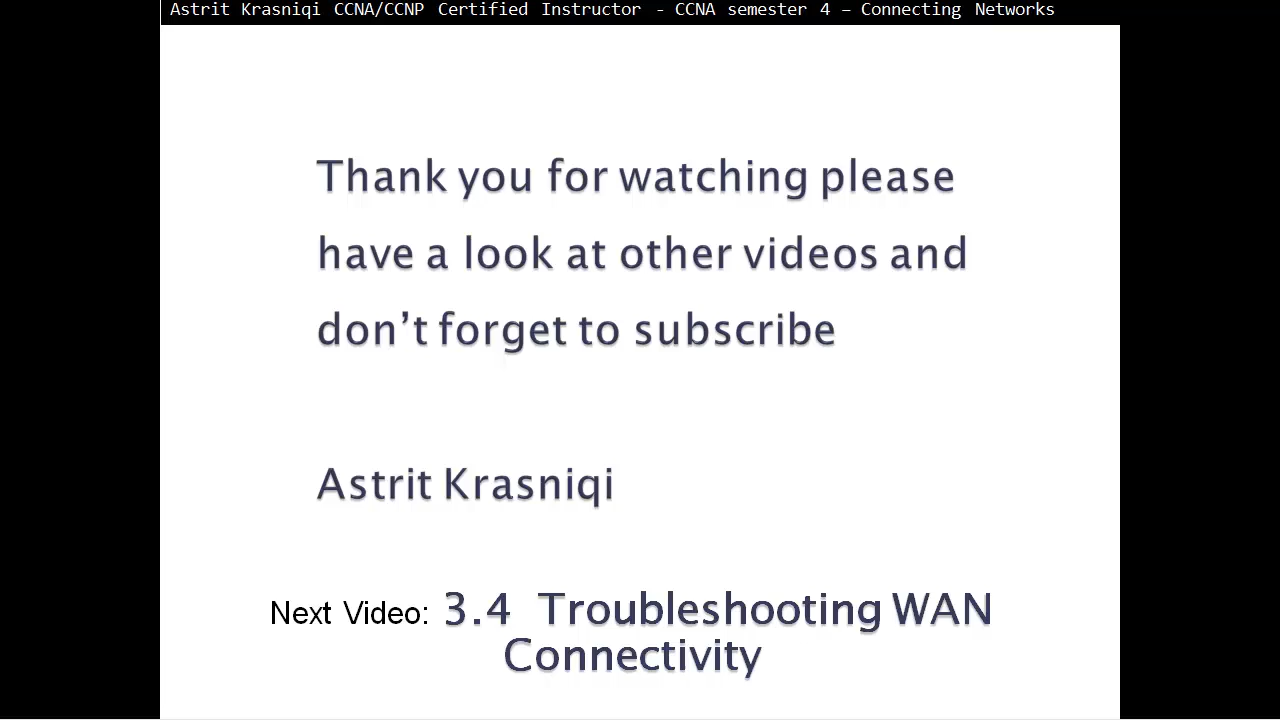 Astrit Krasniqi CCNA/CCNP Certified Instructor - CCNA semester 4 – Connecting Networks
Thank you for watching please
have a look at other videos and
don’t forget to subscribe
Astrit Krasniqi
Next Video: 3.4 Troubleshooting WAN
Connectivity